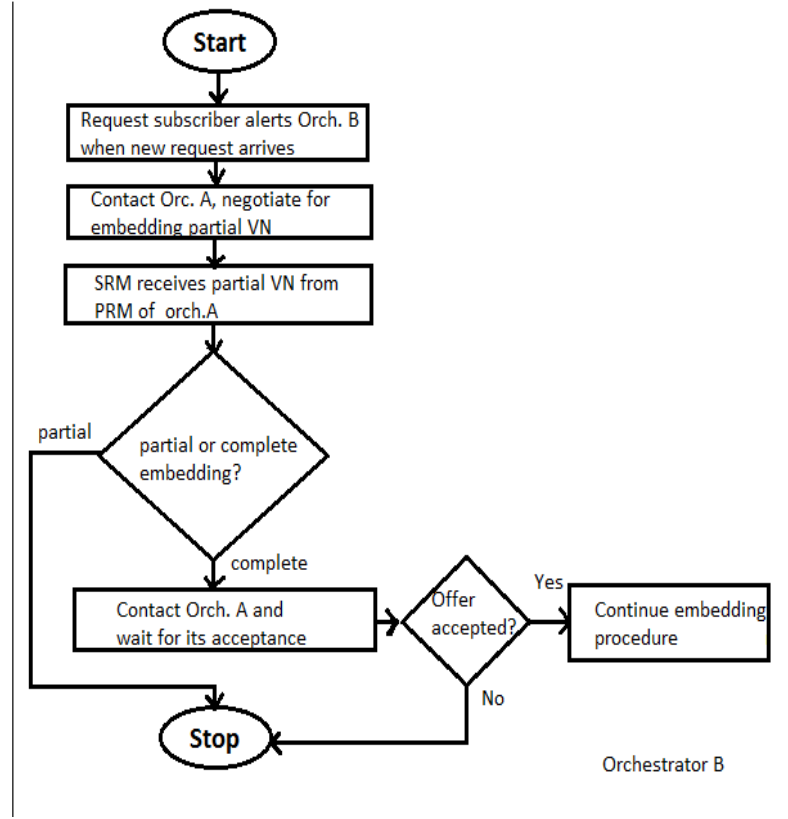 Start
Request subscriber alerts Orch. B
when new request arrives
Contact Orc. A, negotiate for
embedding partial VN
SRM receives partial VN from
PRM of orch.A
partial
partial or complete
embedding?
complete
Contact Orch. A and
wait for its acceptance
Offer
accepted?
Yes
Continue embedding
procedure
No
Stop
Orchestrator B